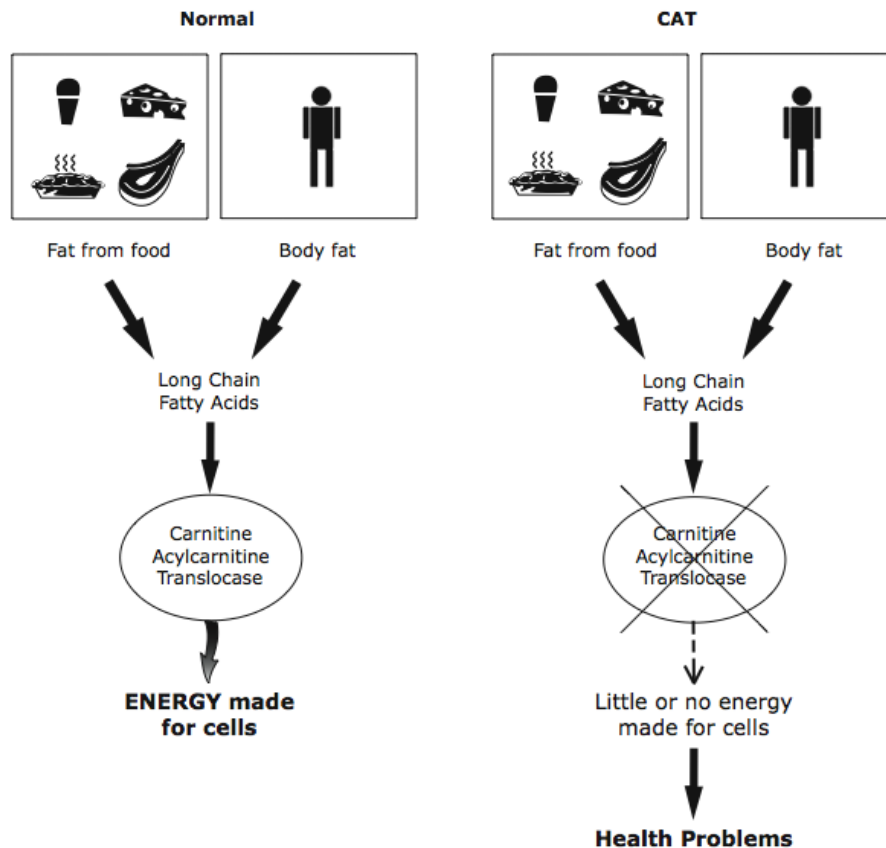 Normal
Fat from food
Body fat
Long Chain
Fatty Acids
Carnitine
Acylcarnitine
Translocase
ENERGY made
for cells
CAT
Fat from food
Body fat
Long Chain
Fatty Acids
Carnitine
Acylcarnitine
Translocase
Little or no energy
made for cells
Health Problems